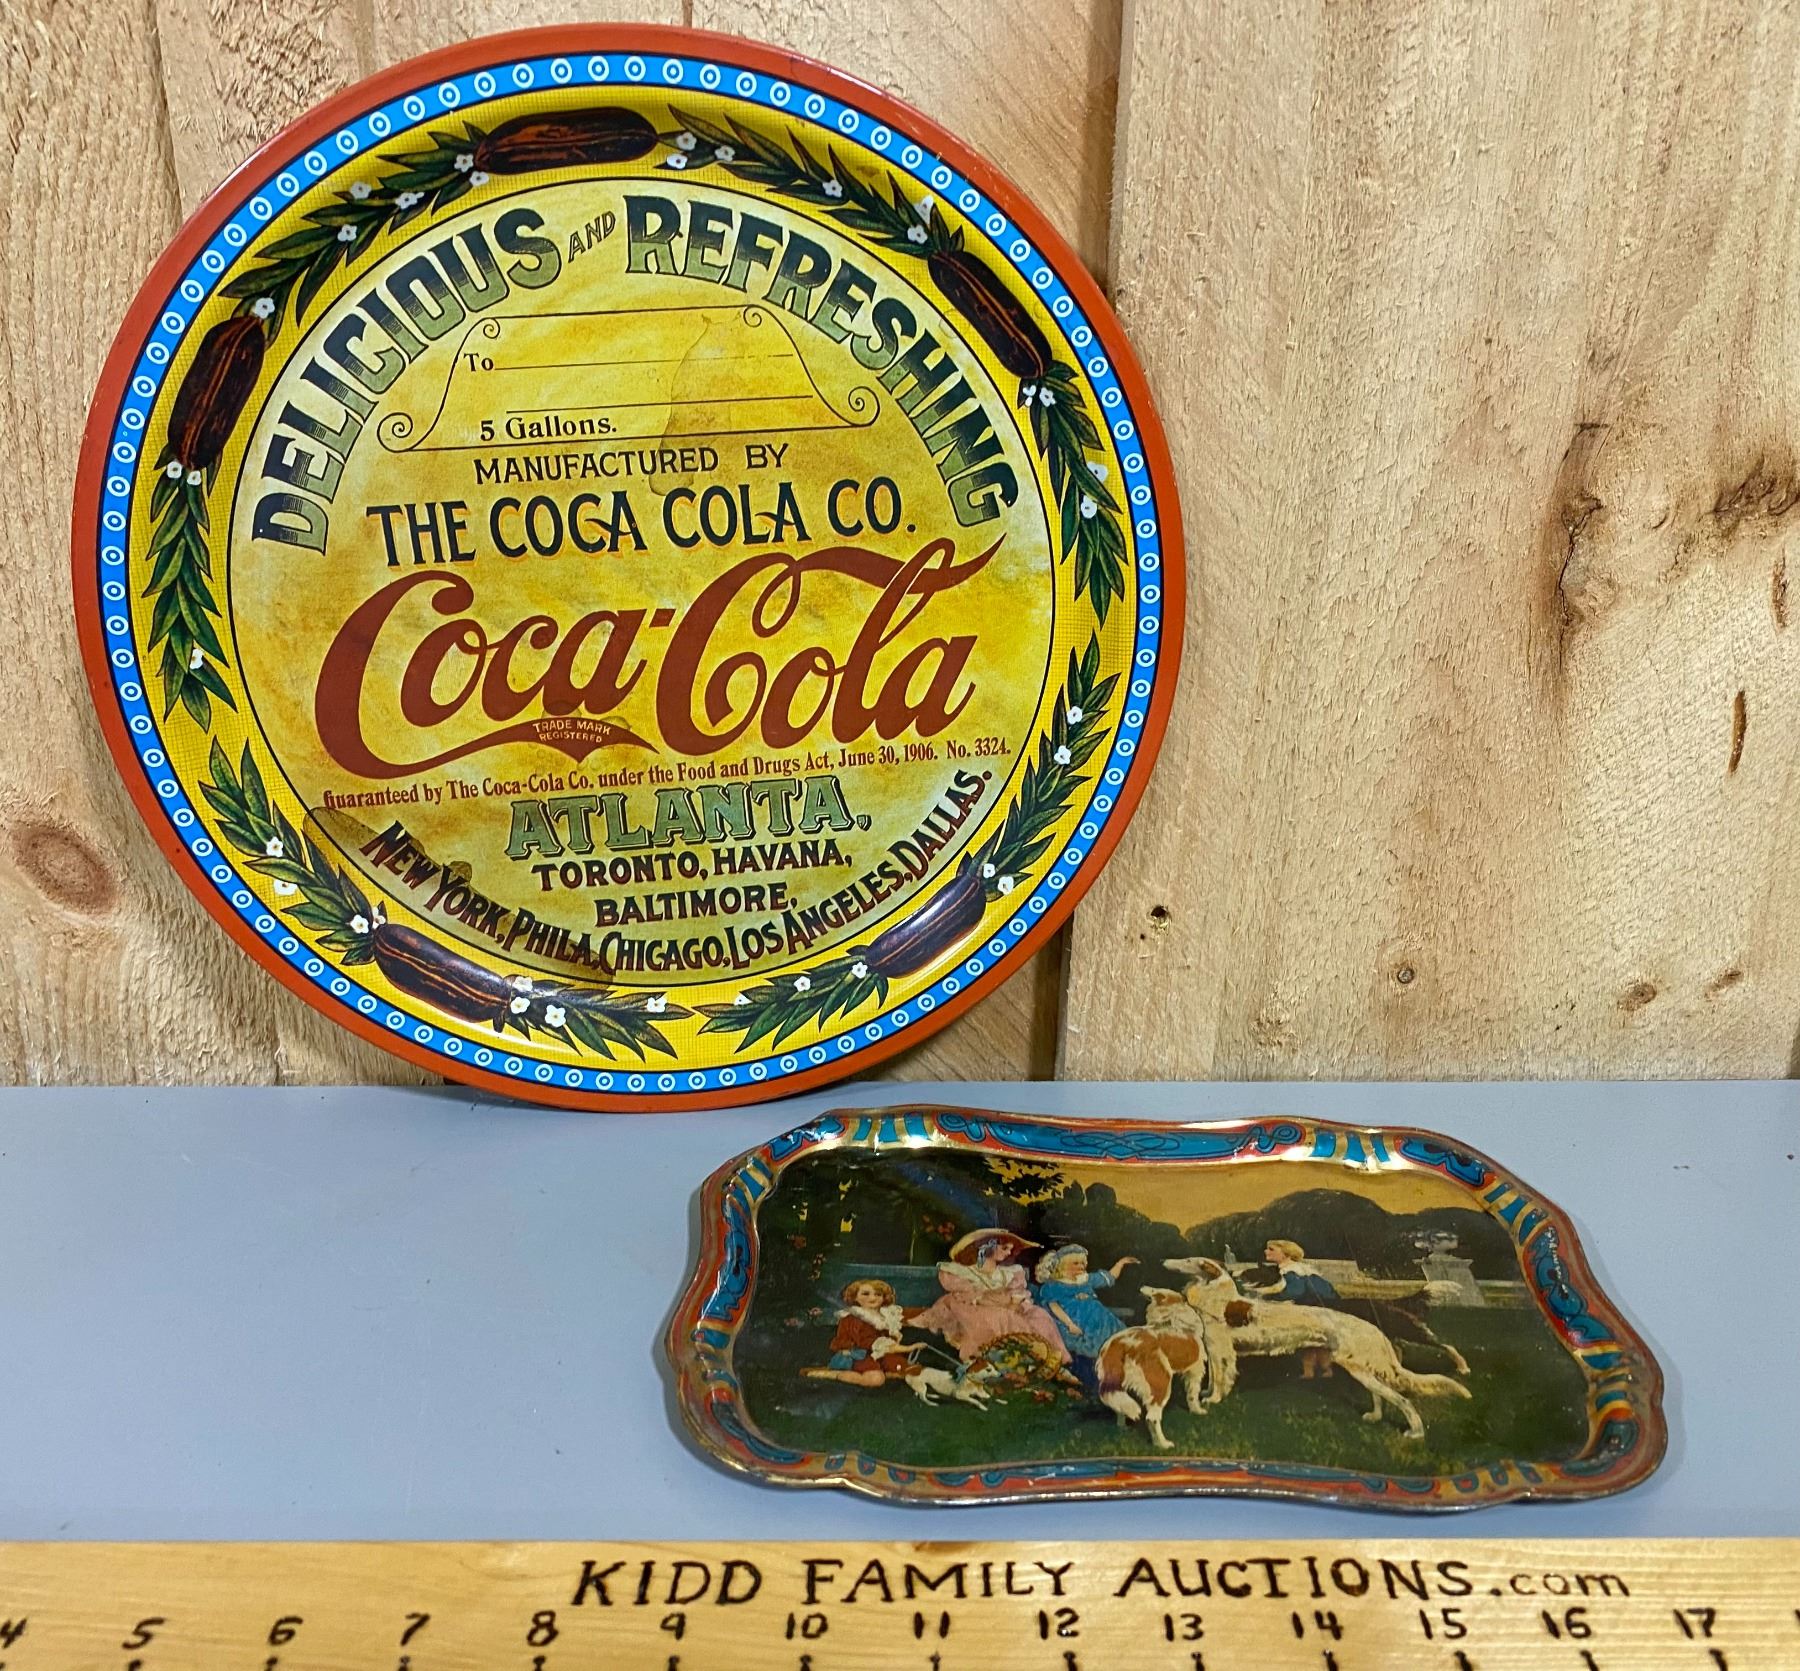 DELICIOUS AND REFRESHING
To
5 Gallons.
MANUFACTURED BY
THE COCA COLA CO.
Coca-Cola
TRADE MARK
REGISTERED
Guaranteed by The Coca-Cola Co. under the Food and Drugs Act, June 30, 1906. No. 3324.
ATLANTA,
TORONTO, HAVANA,
BALTIMORE,
NEW YORK, PHILA, CHICAGO, LOS ANGELES, DALLAS.
KIDD FAMILY AUCTIONS.com
4 5 6 7 8 9 10 11 12 13 14 15 16 17